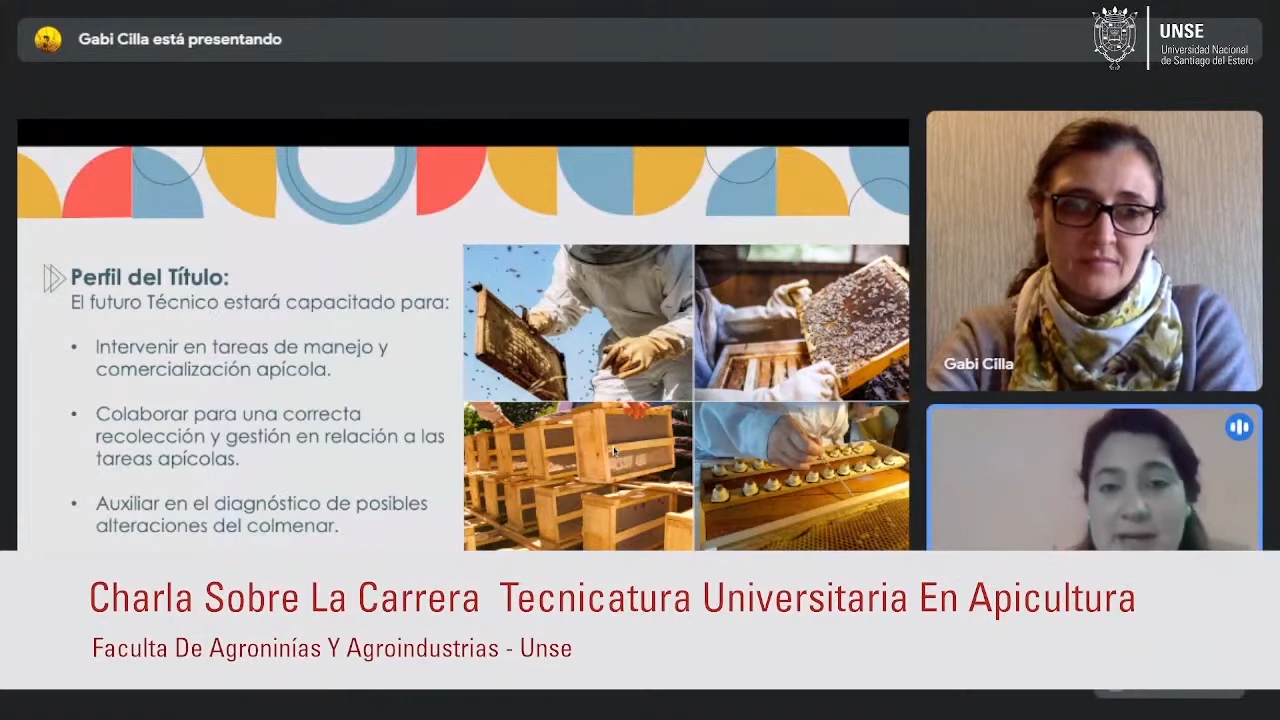 Gabi Cilla está presentando
UNSE
Universidad Nacional
de Santiago del Estero
Perfil del Título:
El futuro Técnico estará capacitado para:
• Intervenir en tareas de manejo y
comercialización apícola.
• Colaborar para una correcta
recolección y gestión en relación a las
tareas apícolas.
• Auxiliar en el diagnóstico de posibles
alteraciones del colmenar.
Gabi Cilla
Charla Sobre La Carrera Tecnicatura Universitaria En Apicultura
Faculta De Agroninías Y Agroindustrias - Unse